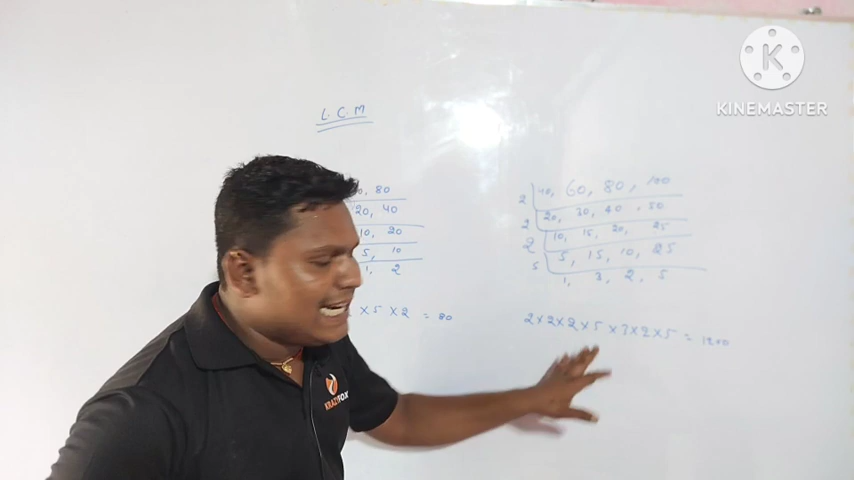 L.C.M
80
20, 40
10, 20
5, 10
1, 2
× 5 × 2 = 80
40, 60, 80, 100
2 20, 30, 40, 50
2 10, 15, 20, 25
2 5, 15, 10, 25
5 1, 3, 2, 5
2×2×2×5×3×2×5 = 1200
KINEMASTER
KRAZYFOX